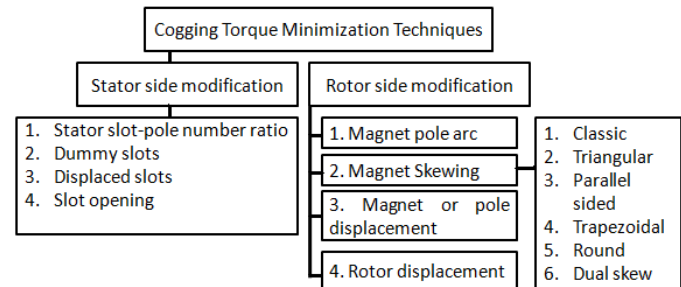 Cogging Torque Minimization Techniques
Stator side modification
Rotor side modification
1. Stator slot-pole number ratio
2. Dummy slots
3. Displaced slots
4. Slot opening
1. Magnet pole arc
2. Magnet Skewing
3. Magnet or pole
displacement
4. Rotor displacement
1. Classic
2. Triangular
3. Parallel
sided
4. Trapezoidal
5. Round
6. Dual skew